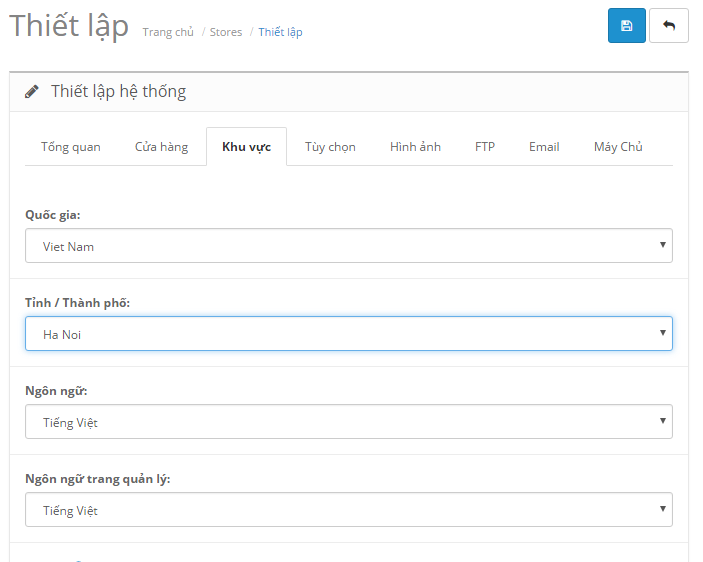 Thiết lập Trang chủ / Stores / Thiết lập
Thiết lập hệ thống
Tổng quan Cửa hàng Khu vực Tùy chọn Hình ảnh FTP Email Máy Chủ
Quốc gia:
Viet Nam
Tỉnh / Thành phố:
Ha Noi
Ngôn ngữ:
Tiếng Việt
Ngôn ngữ trang quản lý:
Tiếng Việt